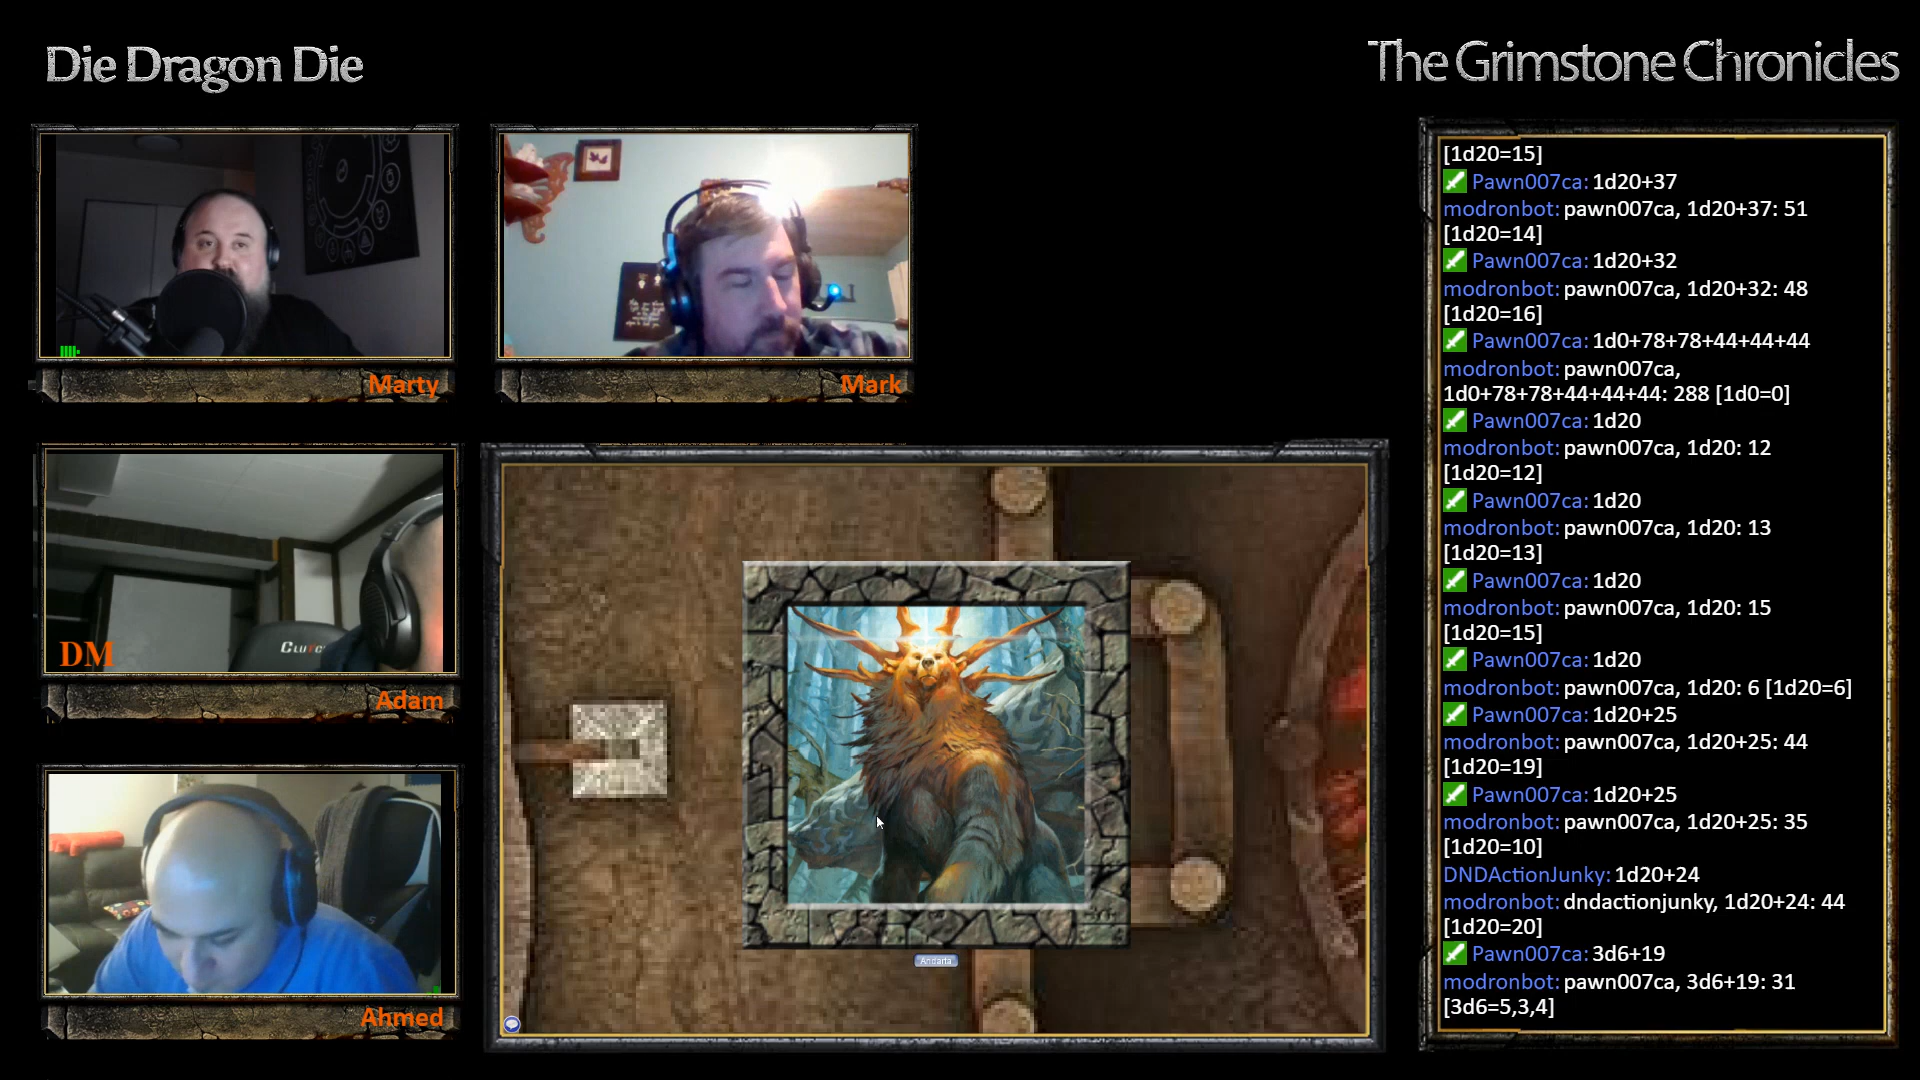 Die Dragon Die
The Grimstone Chronicles
Marty
Mark
DM
Adam
Ahmed
Andarta
[1d20=15]
Pawn007ca: 1d20+37
modronbot: pawn007ca, 1d20+37: 51
[1d20=14]
Pawn007ca: 1d20+32
modronbot: pawn007ca, 1d20+32: 48
[1d20=16]
Pawn007ca: 1d0+78+78+44+44+44
modronbot: pawn007ca,
1d0+78+78+44+44+44: 288 [1d0=0]
Pawn007ca: 1d20
modronbot: pawn007ca, 1d20: 12
[1d20=12]
Pawn007ca: 1d20
modronbot: pawn007ca, 1d20: 13
[1d20=13]
Pawn007ca: 1d20
modronbot: pawn007ca, 1d20: 15
[1d20=15]
Pawn007ca: 1d20
modronbot: pawn007ca, 1d20: 6 [1d20=6]
Pawn007ca: 1d20+25
modronbot: pawn007ca, 1d20+25: 44
[1d20=19]
Pawn007ca: 1d20+25
modronbot: pawn007ca, 1d20+25: 35
[1d20=10]
DNDActionJunky: 1d20+24
modronbot: dndactionjunky, 1d20+24: 44
[1d20=20]
Pawn007ca: 3d6+19
modronbot: pawn007ca, 3d6+19: 31
[3d6=5,3,4]